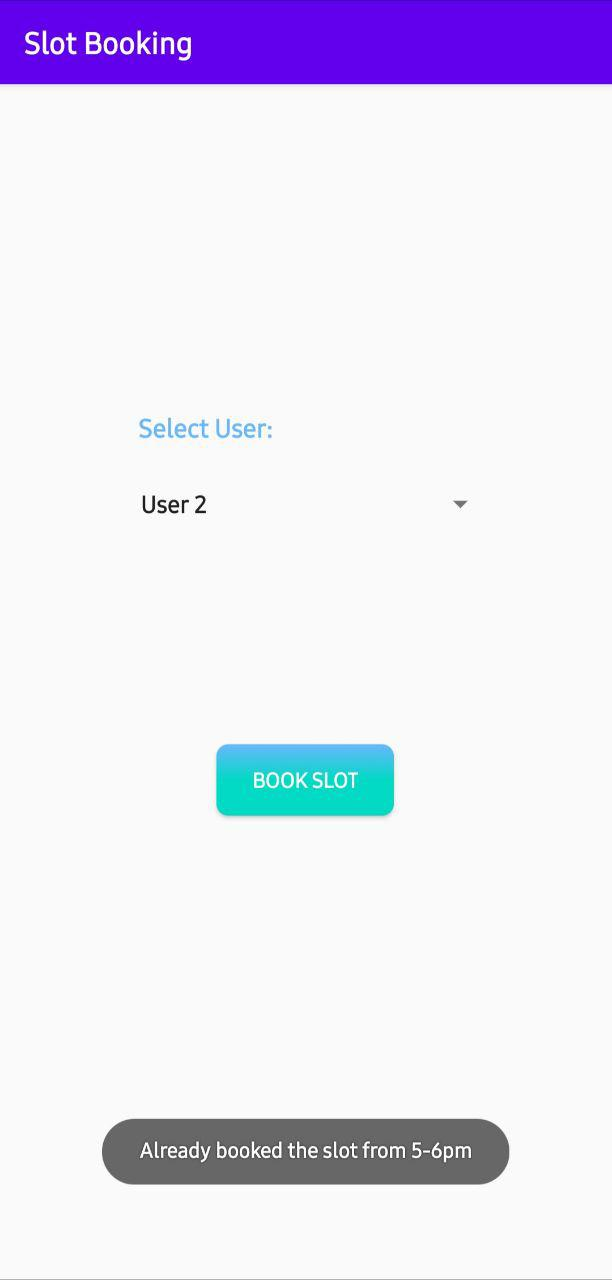 Slot Booking
Select User:
User 2
BOOK SLOT
Already booked the slot from 5-6pm